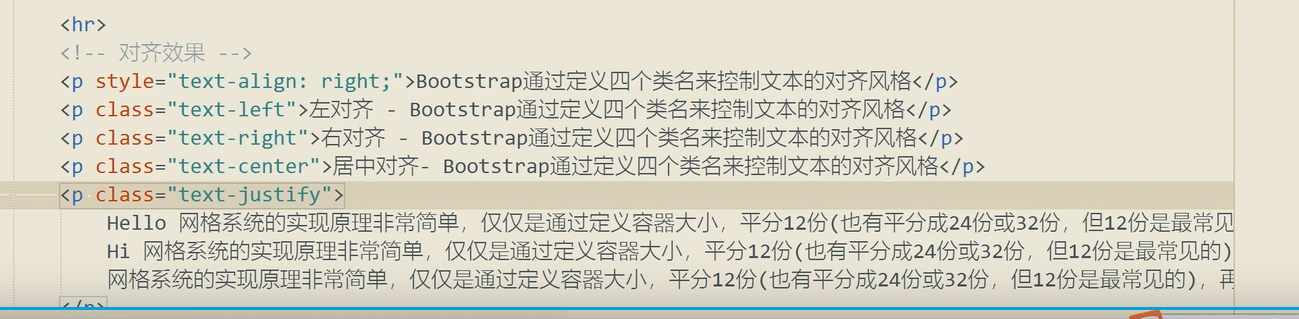 <hr>
<!-- 对齐效果 -->
<p style="text-align: right;">Bootstrap通过定义四个类名来控制文本的对齐风格</p>
<p class="text-left">左对齐 - Bootstrap通过定义四个类名来控制文本的对齐风格</p>
<p class="text-right">右对齐 - Bootstrap通过定义四个类名来控制文本的对齐风格</p>
<p class="text-center">居中对齐- Bootstrap通过定义四个类名来控制文本的对齐风格</p>
<p class="text-justify">
Hello 网格系统的实现原理非常简单，仅仅是通过定义容器大小，平分12份(也有平分成24份或32份，但12份是最常见
Hi 网格系统的实现原理非常简单，仅仅是通过定义容器大小，平分12份(也有平分成24份或32份，但12份是最常见的)
网格系统的实现原理非常简单，仅仅是通过定义容器大小，平分12份(也有平分成24份或32份，但12份是最常见的)，再
</p>